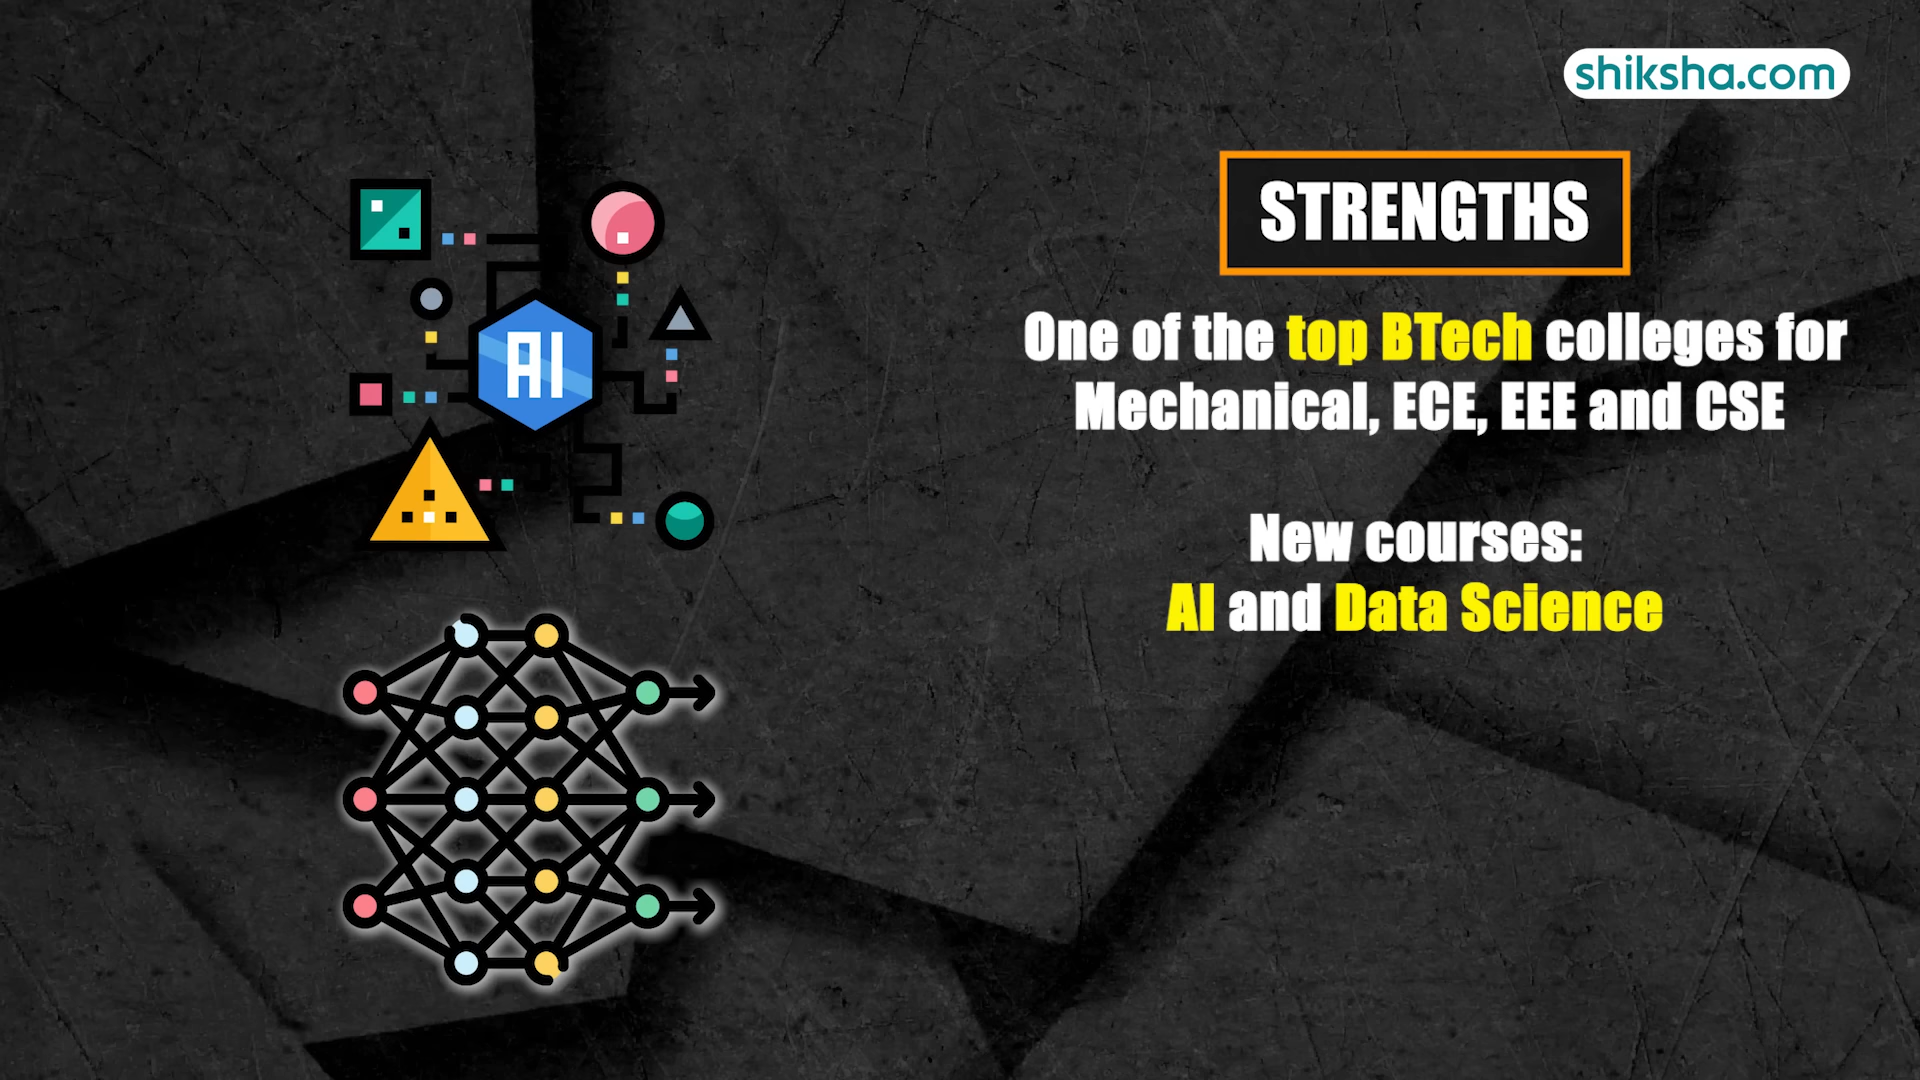 shiksha.com
STRENGTHS
One of the top BTech colleges for
Mechanical, ECE, EEE and CSE
New courses:
AI and Data Science
AI